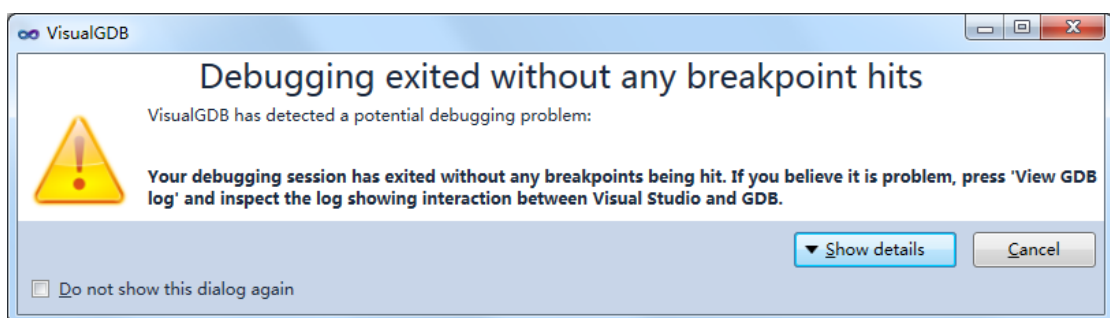 VisualGDB
Debugging exited without any breakpoint hits
VisualGDB has detected a potential debugging problem:
Your debugging session has exited without any breakpoints being hit. If you believe it is problem, press 'View GDB
log' and inspect the log showing interaction between Visual Studio and GDB.
Show details
Cancel
Do not show this dialog again